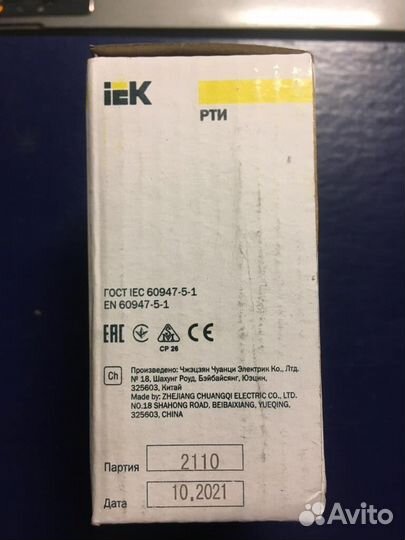 iEK
РТИ
ГОСТ IEC 60947-5-1
EN 60947-5-1
EAC CE
СР 26
Ch
Произведено: Чжэцзян Чуанци Электрик Ко., Лтд.
№ 18, Шахунг Роуд, Бэйбайсянг, Юэцин,
325603, Китай
Made by: ZHEJIANG CHUANGQI ELECTRIC CO., LTD.
NO.18 SHAHONG ROAD, BEIBAIXIANG, YUEQING,
325603, CHINA
Партия 2110
Дата 10.2021
Avito